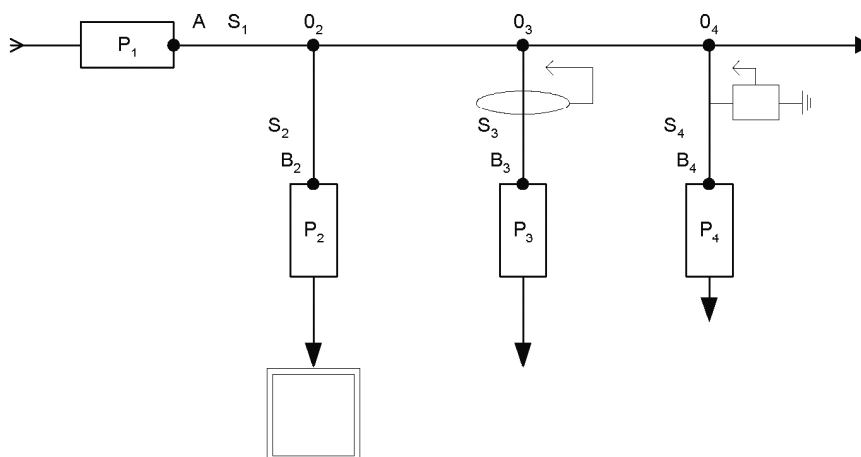 A S₁ 0₂ 0₃ 0₄
P₁
S₂ S₃ S₄
B₂ B₃ B₄
P₂ P₃ P₄